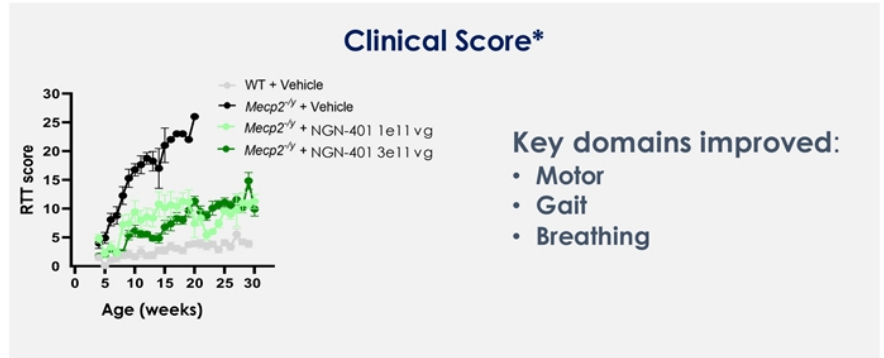 Clinical Score*
WT + Vehicle
Mecp2-/y + Vehicle
Mecp2-/y + NGN-401 1e11 vg
Mecp2-/y + NGN-401 3e11 vg
30
25
20
15
10
5
0
RTT score
0 5 10 15 20 25 30
Age (weeks)
Key domains improved:
• Motor
• Gait
• Breathing